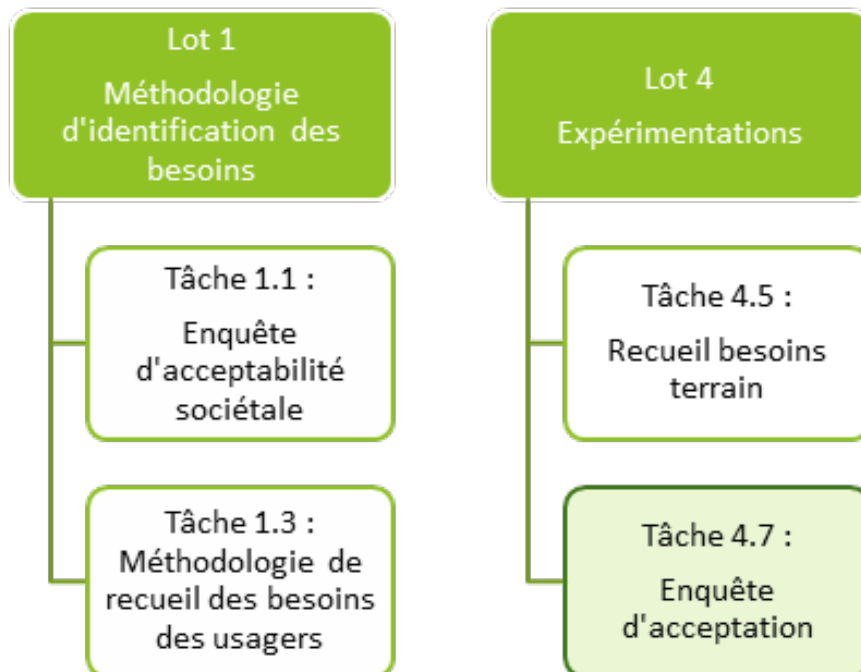 Lot 1
Méthodologie
d'identification des
besoins
Tâche 1.1 :
Enquête
d'acceptabilité
sociétale
Tâche 1.3 :
Méthodologie de
recueil des besoins
des usagers
Lot 4
Expérimentations
Tâche 4.5 :
Recueil besoins
terrain
Tâche 4.7 :
Enquête
d'acceptation